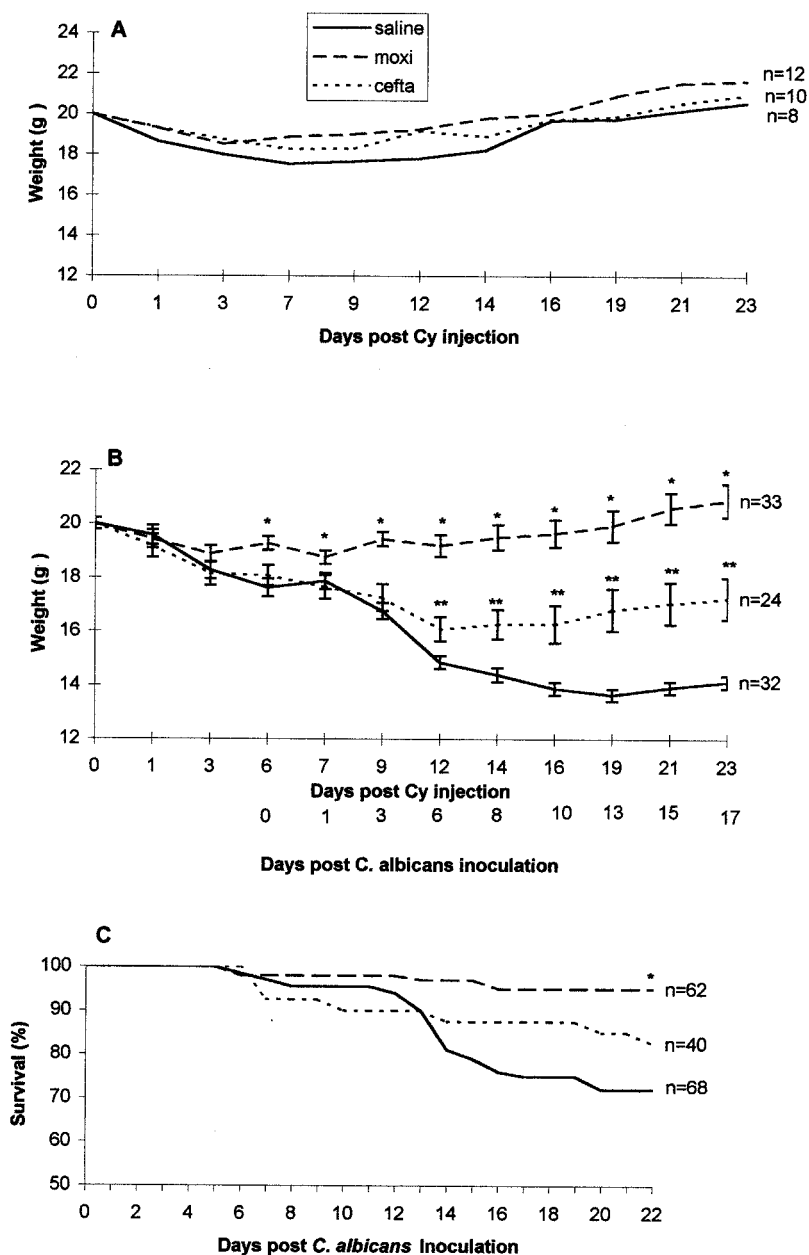 A
saline
moxi
cefta
24
22
20
18
16
14
12
Weight (g)
n=12
n=10
n=8
0 1 3 7 9 12 14 16 19 21 23
Days post Cy injection
B
22
20
18
16
14
12
Weight (g)
* * * * * * * * *
** ** ** ** ** **
n=33
n=24
n=32
0 1 3 6 7 9 12 14 16 19 21 23
Days post Cy injection
0 1 3 6 8 10 13 15 17
Days post C. albicans inoculation
C
100
90
80
70
60
50
Survival (%)
*
n=62
n=40
n=68
0 2 4 6 8 10 12 14 16 18 20 22
Days post C. albicans Inoculation